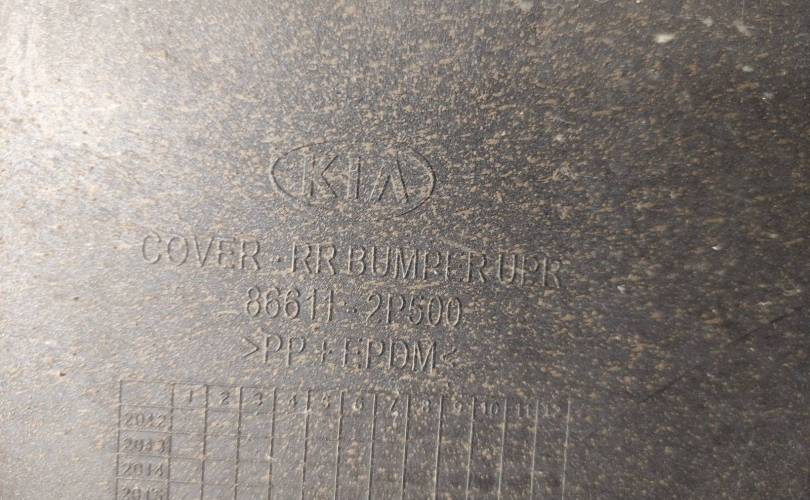 KIA
COVER - RR BUMPER UPR
86611-2P500
>PP+EPDM<
1 2 3 4 5 6 7 8 9 10 11 12
2012
2013
2014
2015